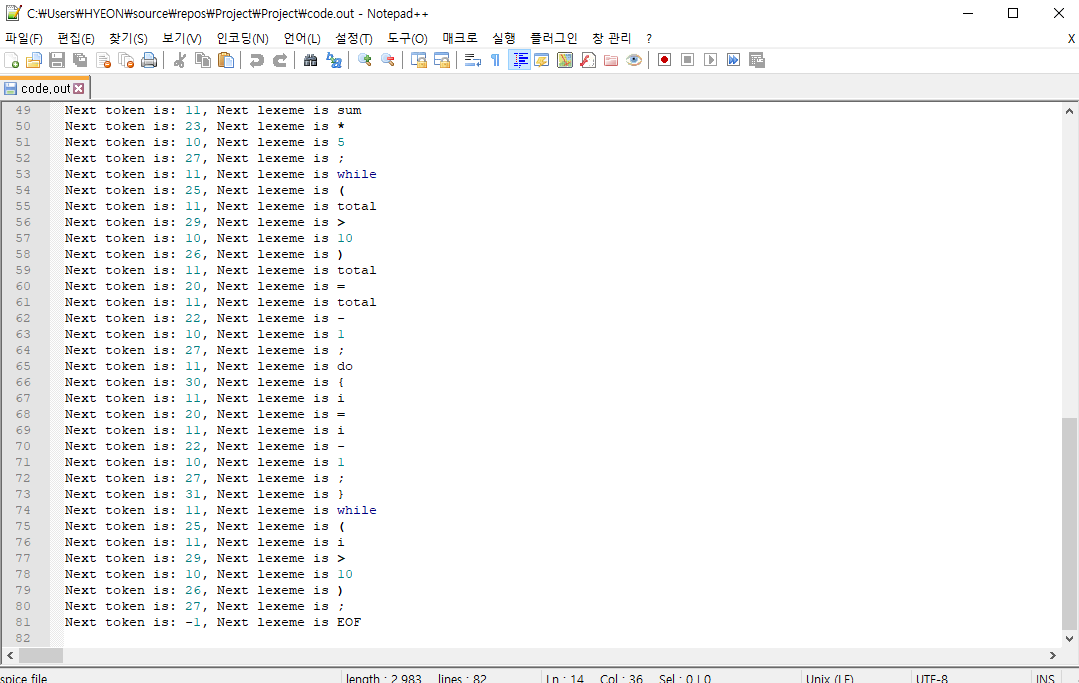 C:₩Users₩HYEON₩source₩repos₩Project₩Project₩code.out - Notepad++
파일(F) 편집(E) 찾기(S) 보기(V) 인코딩(N) 언어(L) 설정(T) 도구(O) 매크로 실행 플러그인 창 관리 ? X
code.out
49 Next token is: 11, Next lexeme is sum
50 Next token is: 23, Next lexeme is *
51 Next token is: 10, Next lexeme is 5
52 Next token is: 27, Next lexeme is ;
53 Next token is: 11, Next lexeme is while
54 Next token is: 25, Next lexeme is (
55 Next token is: 11, Next lexeme is total
56 Next token is: 29, Next lexeme is >
57 Next token is: 10, Next lexeme is 10
58 Next token is: 26, Next lexeme is )
59 Next token is: 11, Next lexeme is total
60 Next token is: 20, Next lexeme is =
61 Next token is: 11, Next lexeme is total
62 Next token is: 22, Next lexeme is -
63 Next token is: 10, Next lexeme is 1
64 Next token is: 27, Next lexeme is ;
65 Next token is: 11, Next lexeme is do
66 Next token is: 30, Next lexeme is {
67 Next token is: 11, Next lexeme is i
68 Next token is: 20, Next lexeme is =
69 Next token is: 11, Next lexeme is i
70 Next token is: 22, Next lexeme is -
71 Next token is: 10, Next lexeme is 1
72 Next token is: 27, Next lexeme is ;
73 Next token is: 31, Next lexeme is }
74 Next token is: 11, Next lexeme is while
75 Next token is: 25, Next lexeme is (
76 Next token is: 11, Next lexeme is i
77 Next token is: 29, Next lexeme is >
78 Next token is: 10, Next lexeme is 10
79 Next token is: 26, Next lexeme is )
80 Next token is: 27, Next lexeme is ;
81 Next token is: -1, Next lexeme is EOF
82
spice file length : 2,983 lines : 82 Ln : 14 Col : 36 Sel : 0 | 0 Unix (LF) UTF-8 INS